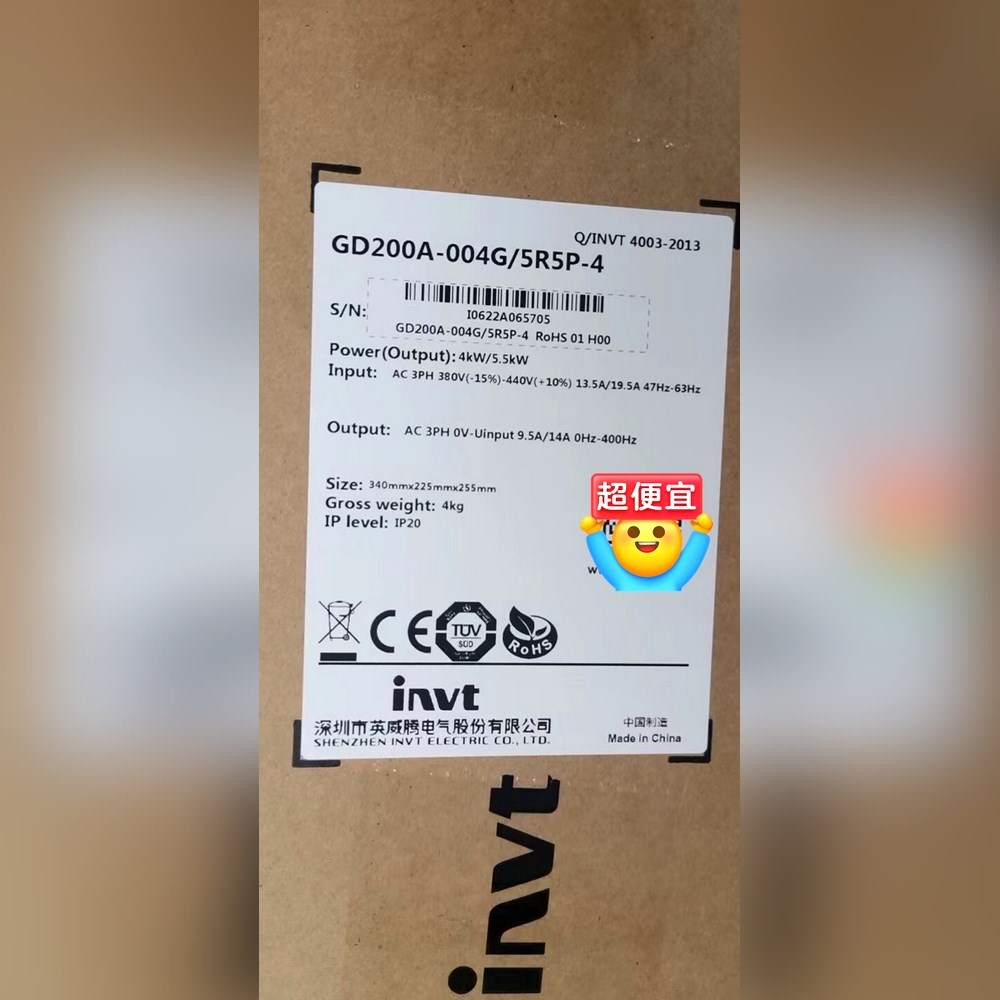 Q/INVT 4003-2013
GD200A-004G/5R5P-4
S/N:
I0622A065705
GD200A-004G/5R5P-4 RoHS 01 H00
Power(Output): 4kW/5.5kW
Input: AC 3PH 380V(-15%)-440V(+10%) 13.5A/19.5A 47Hz-63Hz
Output: AC 3PH 0V-Uinput 9.5A/14A 0Hz-400Hz
Size: 340mmx225mmx255mm
Gross weight: 4kg
IP level: IP20
超便宜
CE
TÜV
SÜD
RoHS
invt
深圳市英威腾电气股份有限公司
SHENZHEN INVT ELECTRIC CO., LTD.
中国制造
Made in China
invt